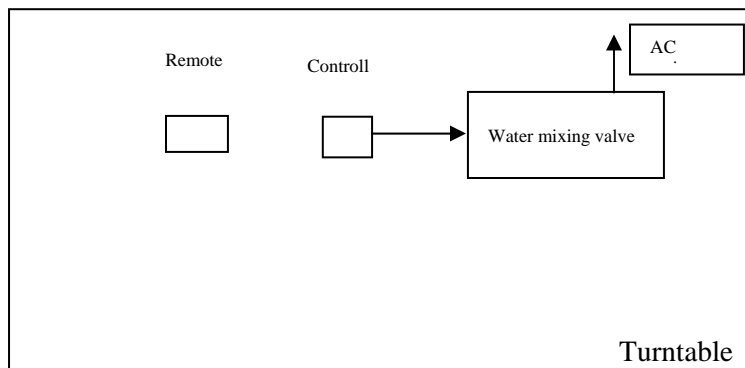 AC
.
Remote
Controll
Water mixing valve
Turntable